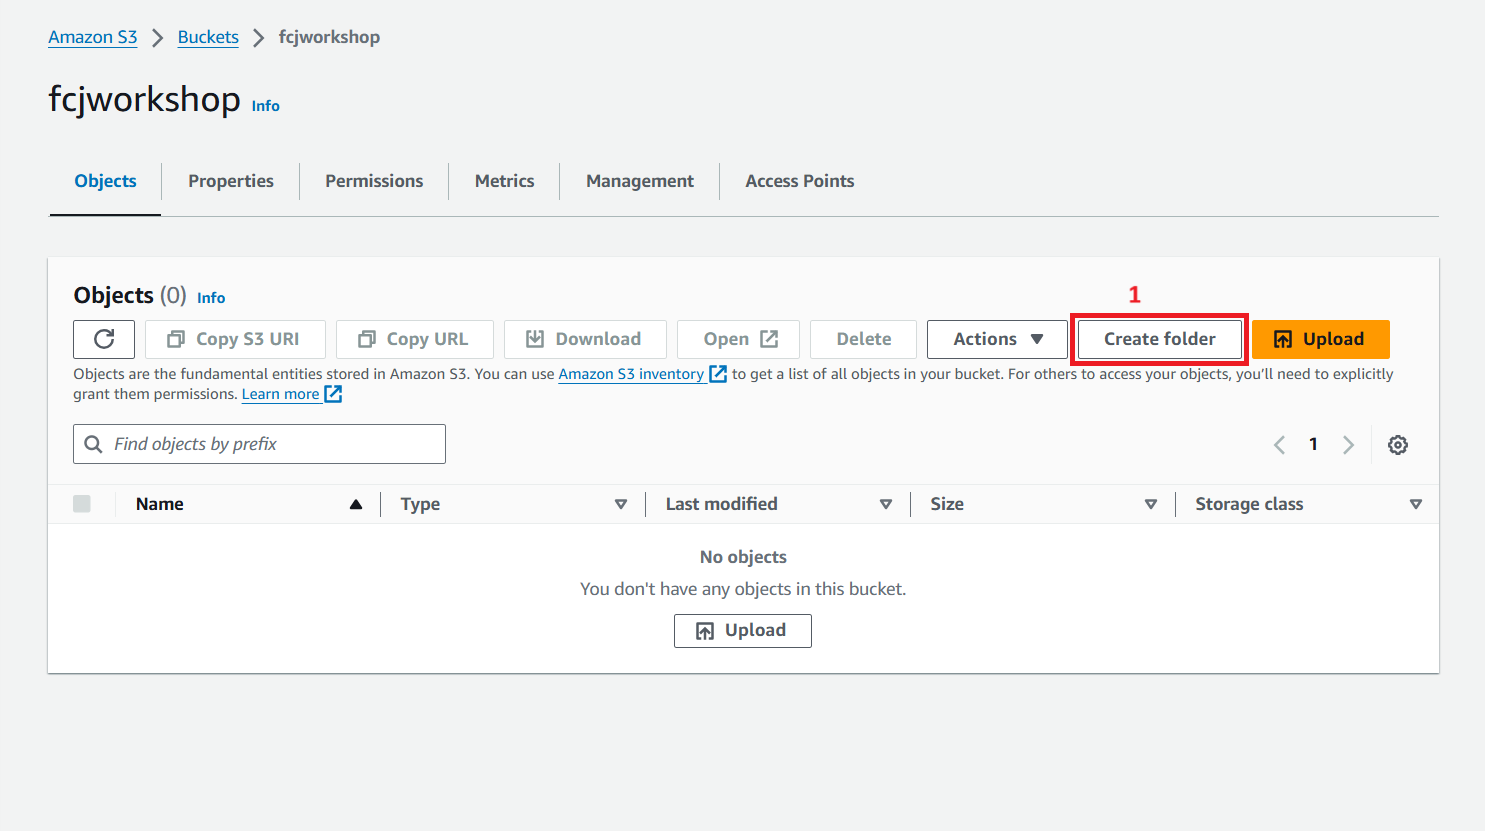 Amazon S3 > Buckets > fcjworkshop
fcjworkshop Info
Objects Properties Permissions Metrics Management Access Points
Objects (0) Info
1
Copy S3 URI Copy URL Download Open Delete Actions Create folder Upload
Objects are the fundamental entities stored in Amazon S3. You can use Amazon S3 inventory to get a list of all objects in your bucket. For others to access your objects, you'll need to explicitly
grant them permissions. Learn more
Find objects by prefix
1
Name Type Last modified Size Storage class
No objects
You don't have any objects in this bucket.
Upload